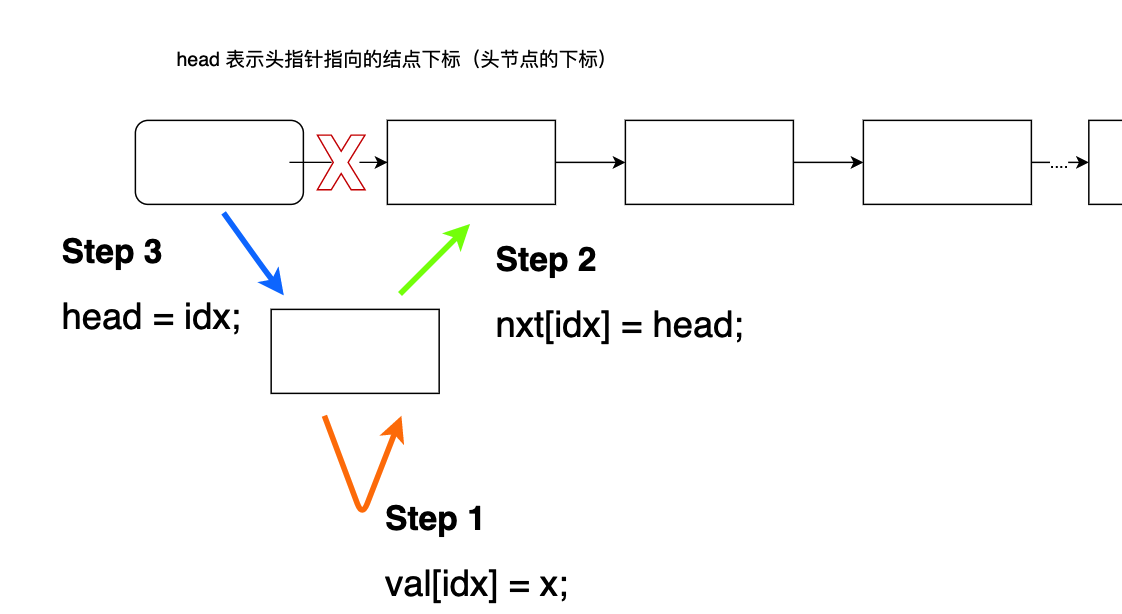 head 表示头指针指向的结点下标（头节点的下标）
X
....
Step 3
head = idx;
Step 2
nxt[idx] = head;
Step 1
val[idx] = x;